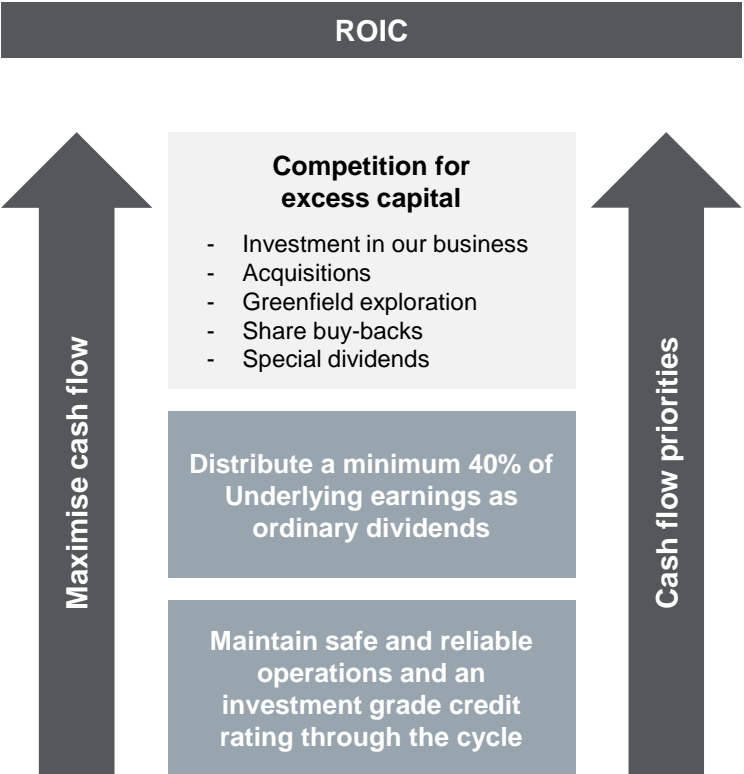 ROIC
Maximise cash flow
Competition for
excess capital
- Investment in our business
- Acquisitions
- Greenfield exploration
- Share buy-backs
- Special dividends
Distribute a minimum 40% of
Underlying earnings as
ordinary dividends
Maintain safe and reliable
operations and an
investment grade credit
rating through the cycle
Cash flow priorities